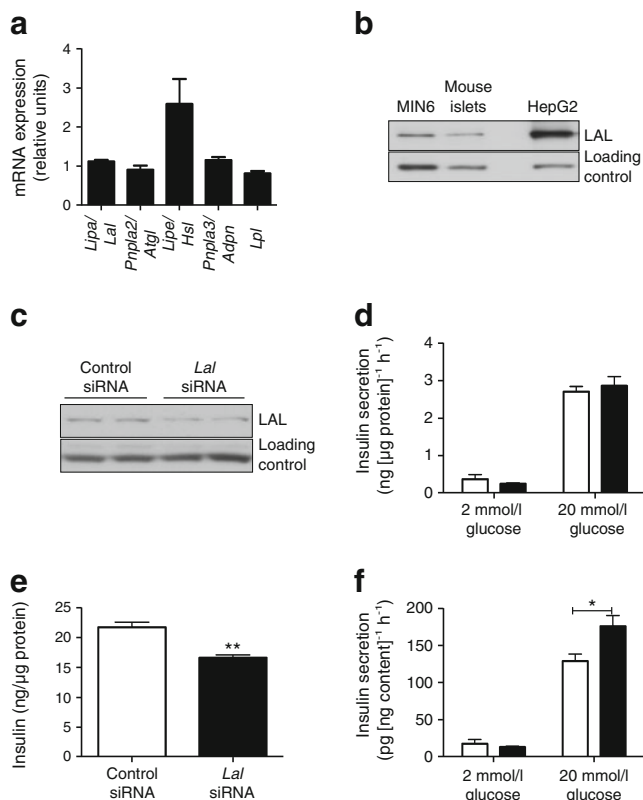 a
mRNA expression
(relative units)
4
3
2
1
0
Lipa/
Lal
Pnpla2/
Atgl
Lipe/
Hsl
Pnpla3/
Adpn
Lpl
b
MIN6
Mouse
islets
HepG2
LAL
Loading
control
c
Control
siRNA
Lal
siRNA
LAL
Loading
control
d
Insulin secretion
(ng [µg protein]⁻¹ h⁻¹)
4
3
2
1
0
2 mmol/l
glucose
20 mmol/l
glucose
e
Insulin (ng/µg protein)
25
20
15
10
5
0
**
Control
siRNA
Lal
siRNA
f
Insulin secretion
(pg [ng content]⁻¹ h⁻¹)
200
150
100
50
0
*
2 mmol/l
glucose
20 mmol/l
glucose